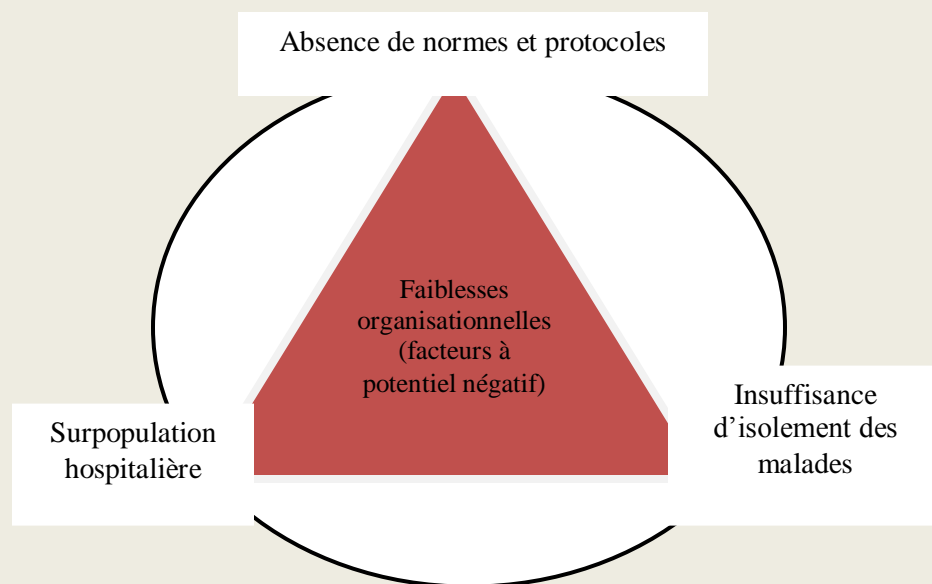 Absence de normes et protocoles
Faiblesses
organisationnelles
(facteurs à
potentiel négatif)
Surpopulation
hospitalière
Insuffisance
d’isolement des
malades